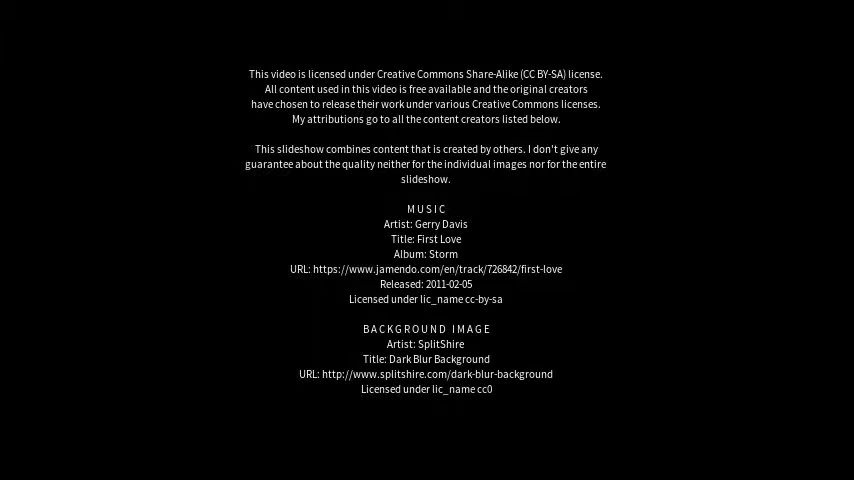 This video is licensed under Creative Commons Share-Alike (CC BY-SA) license.
All content used in this video is free available and the original creators
have chosen to release their work under various Creative Commons licenses.
My attributions go to all the content creators listed below.
This slideshow combines content that is created by others. I don't give any
guarantee about the quality neither for the individual images nor for the entire
slideshow.
MUSIC
Artist: Gerry Davis
Title: First Love
Album: Storm
URL: https://www.jamendo.com/en/track/726842/first-love
Released: 2011-02-05
Licensed under lic_name cc-by-sa
BACKGROUND IMAGE
Artist: SplitShire
Title: Dark Blur Background
URL: http://www.splitshire.com/dark-blur-background
Licensed under lic_name cc0